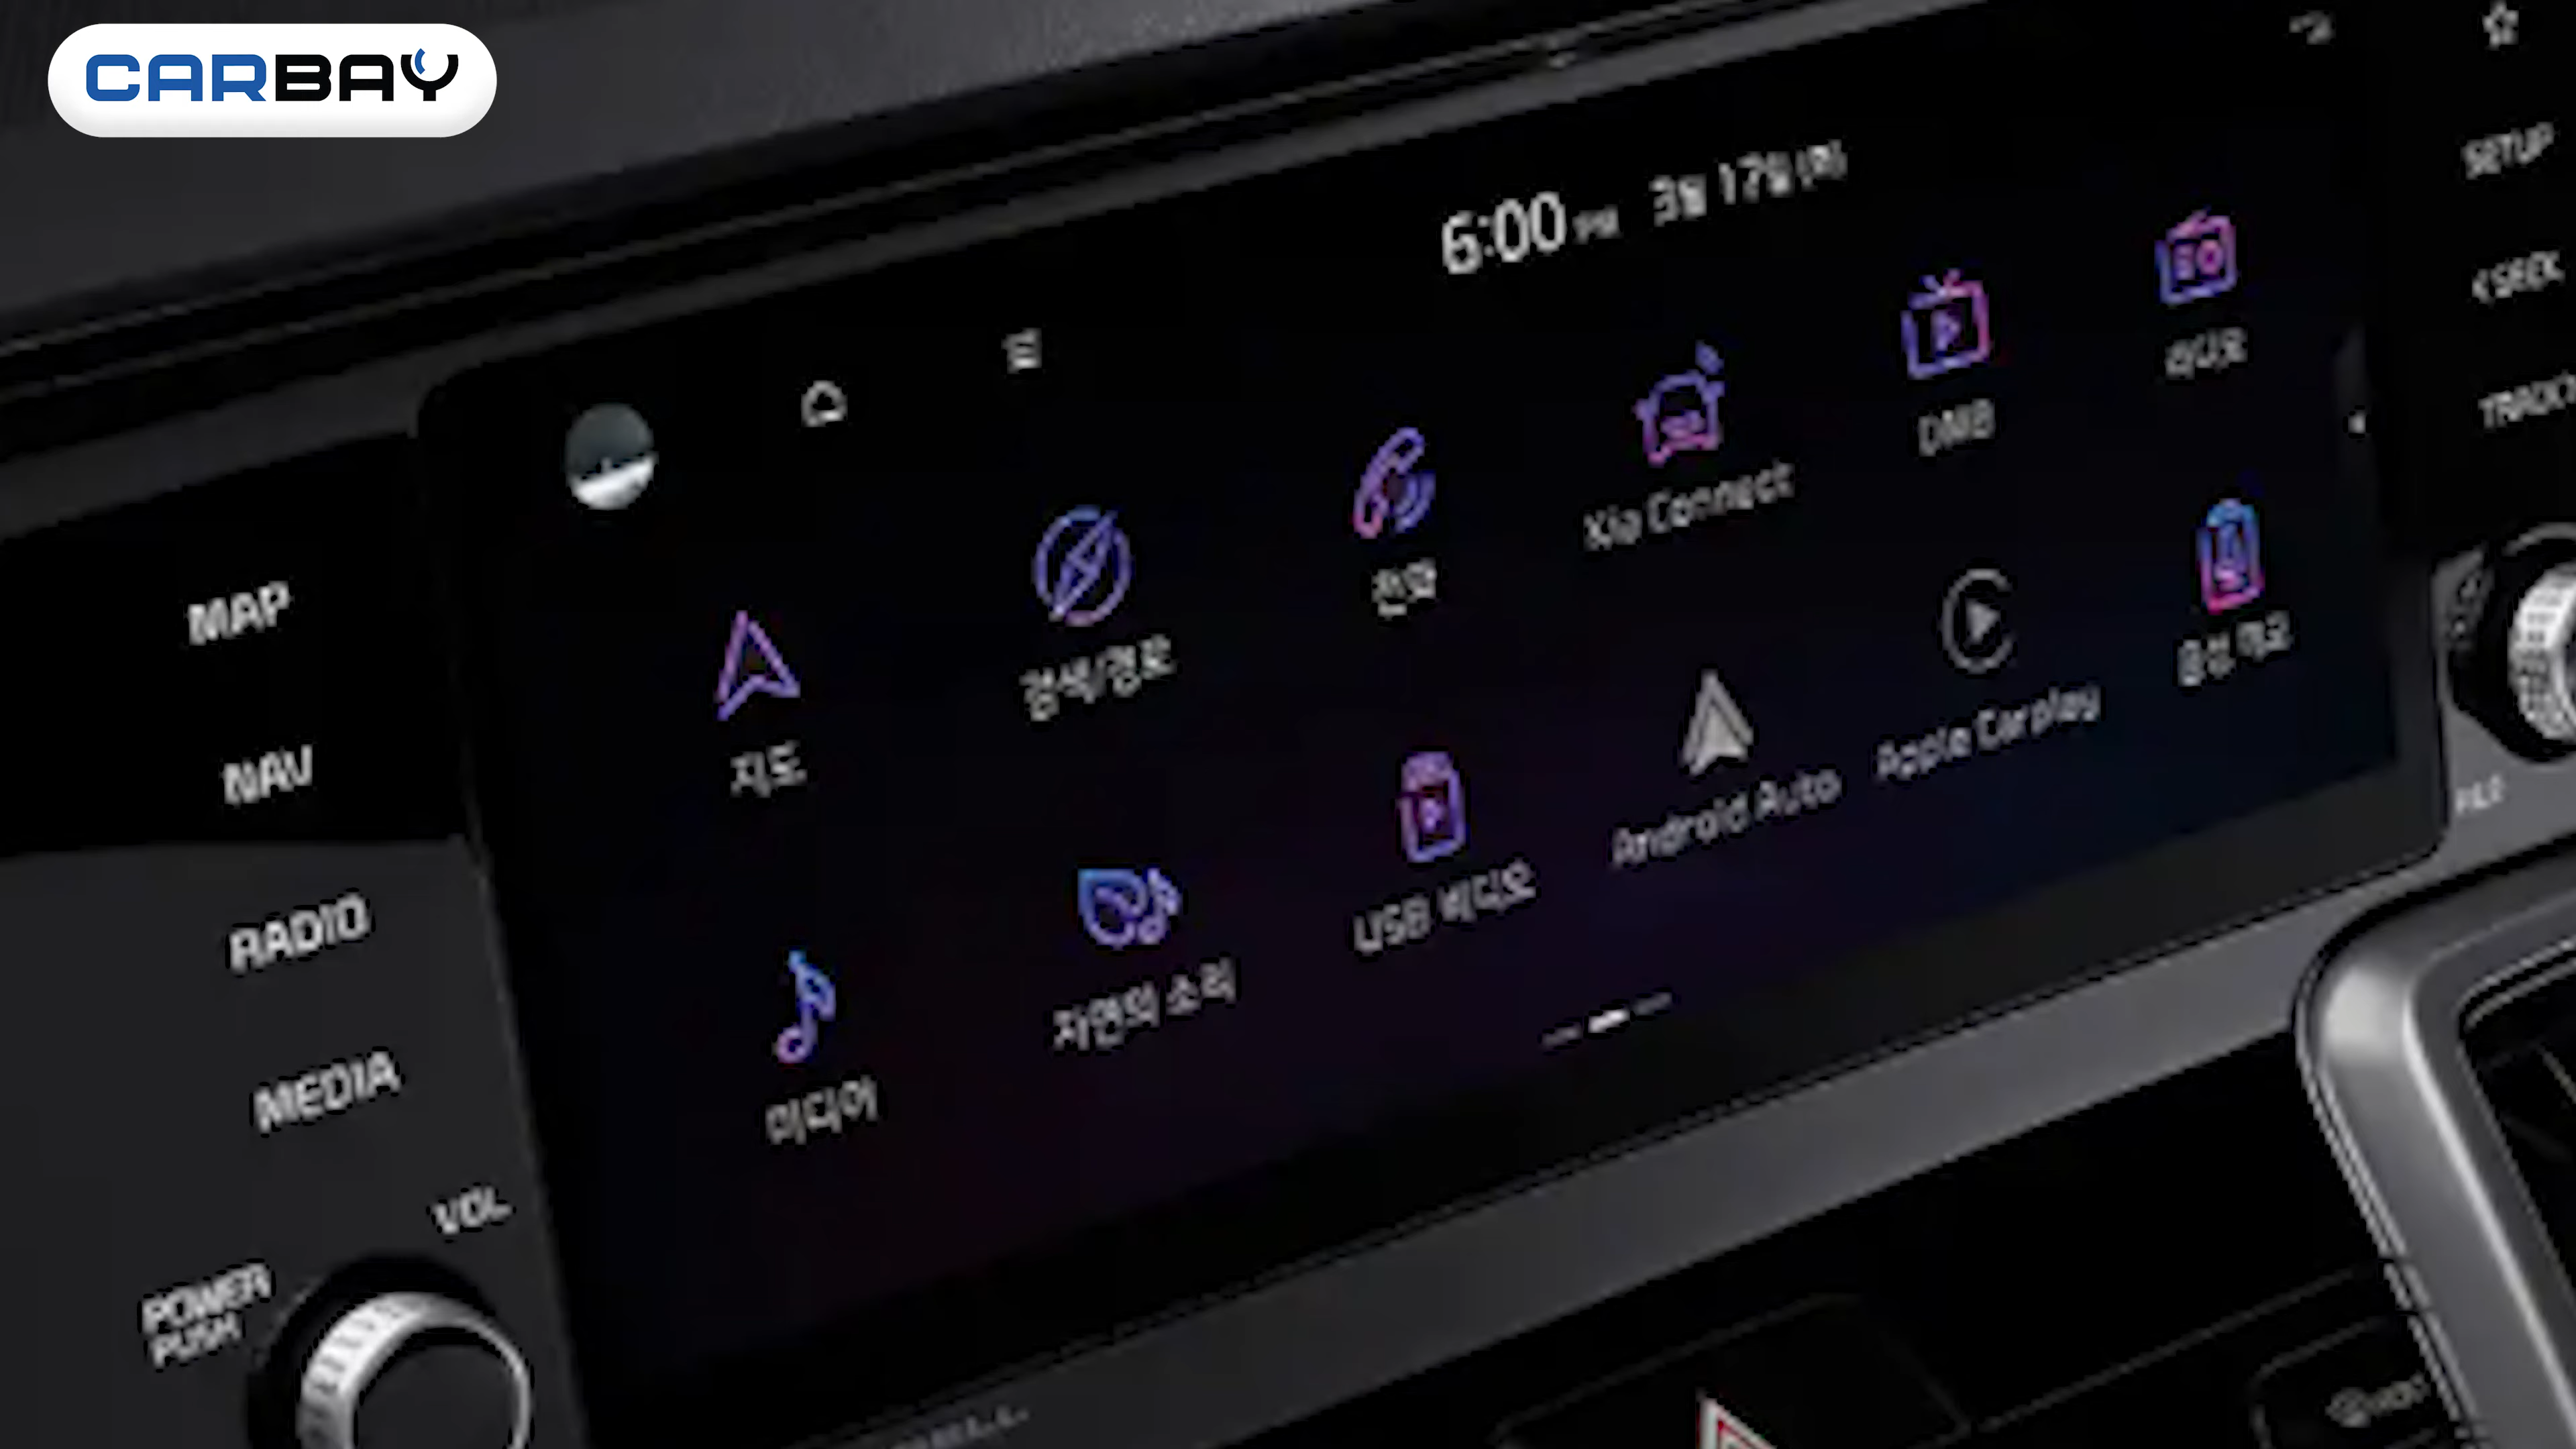 CARBAY
6:00 PM 3월 17일 (화)
SETUP
< SEEK
TRACK
MAP
NAV
RADIO
MEDIA
VOL
POWER
PUSH
지도
검색/경로
전화
Kia Connect
DMB
라디오
미디어
자연의 소리
USB 비디오
Android Auto
Apple Carplay
음성 메모
FILE